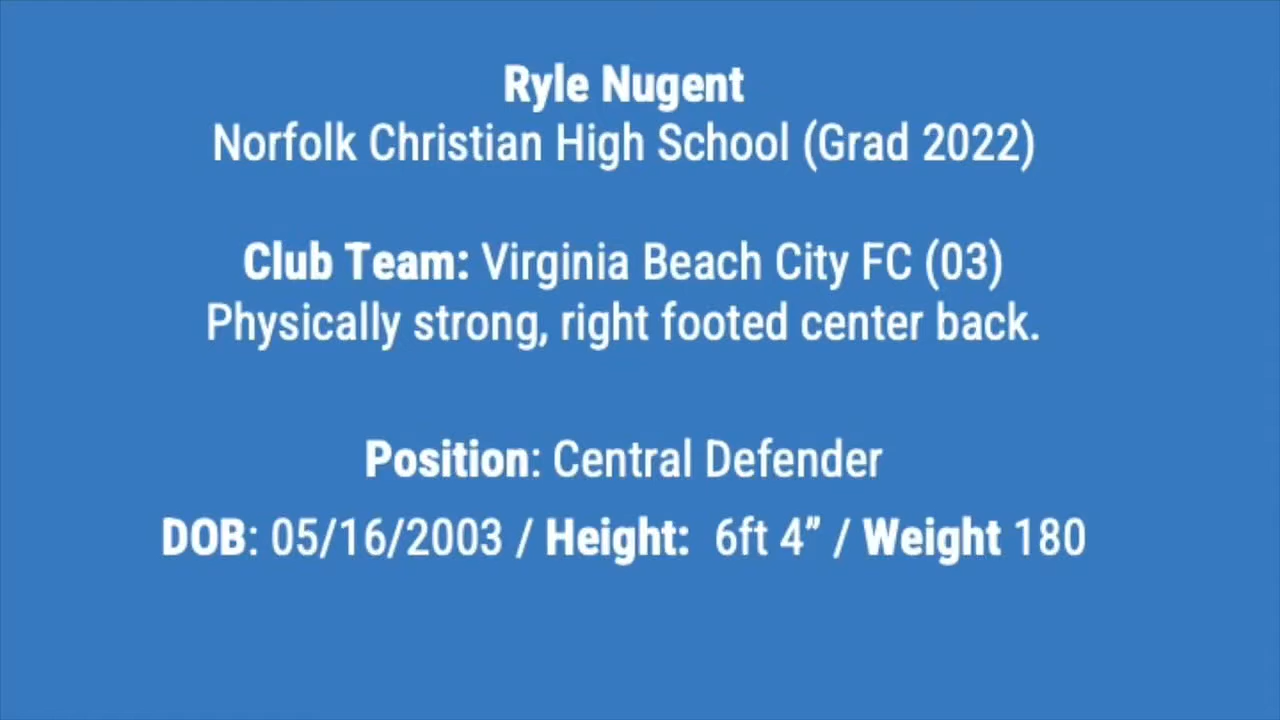 Ryle Nugent
Norfolk Christian High School (Grad 2022)
Club Team: Virginia Beach City FC (03)
Physically strong, right footed center back.
Position: Central Defender
DOB: 05/16/2003 / Height:  6ft 4” / Weight 180